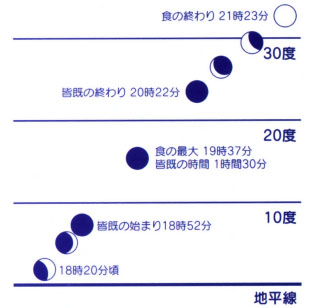 食の終わり 21時23分
30度
皆既の終わり 20時22分
20度
食の最大 19時37分
皆既の時間 1時間30分
10度
皆既の始まり18時52分
18時20分頃
地平線